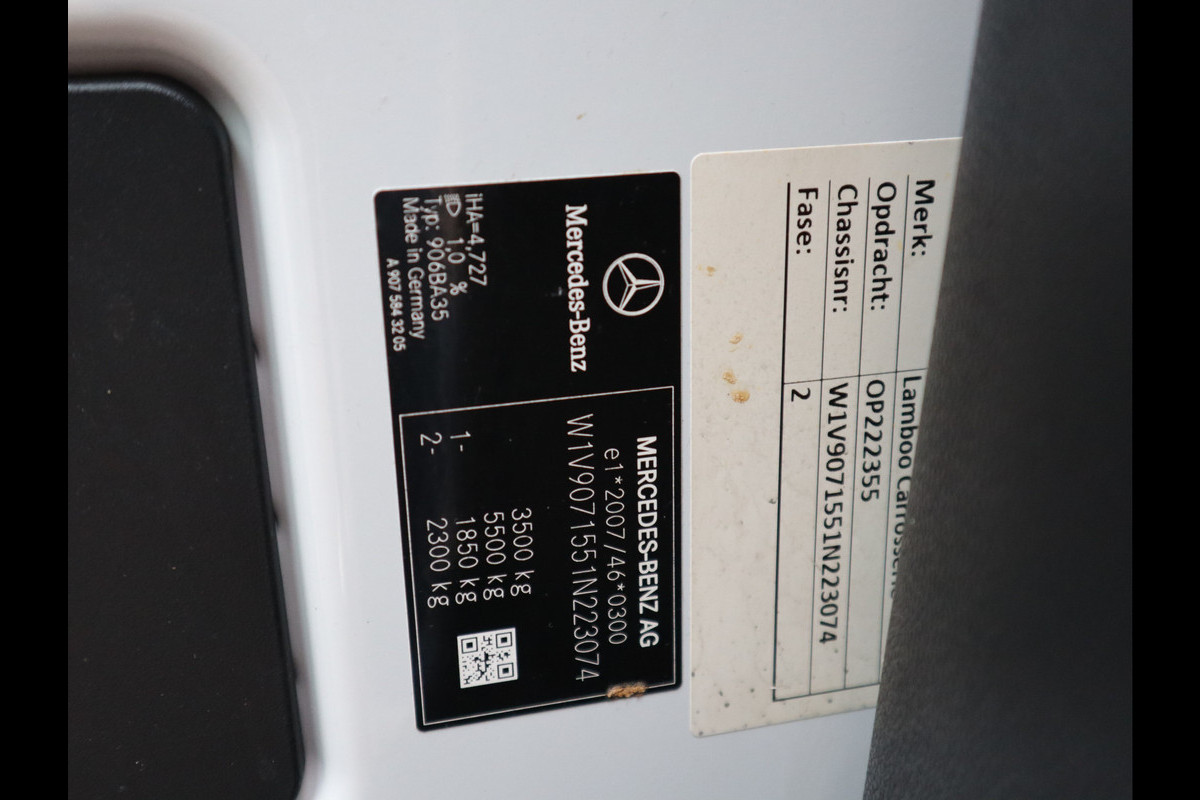 Merk: Lamboo Carrosserie
Opdracht: OP222355
Chassisnr: W1V9071551N223074
Fase: 2
Mercedes-Benz
iHA=4,727
1,0 %
Typ: 906BA35
Made in Germany
A 907 584 32 05
MERCEDES-BENZ AG
e1*2007/46*0300
W1V9071551N223074
3500 kg
5500 kg
1- 1850 kg
2- 2300 kg